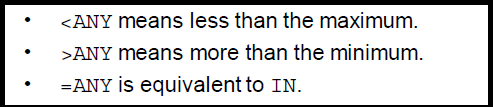 • <ANY means less than the maximum.
• >ANY means more than the minimum.
• =ANY is equivalent to IN.